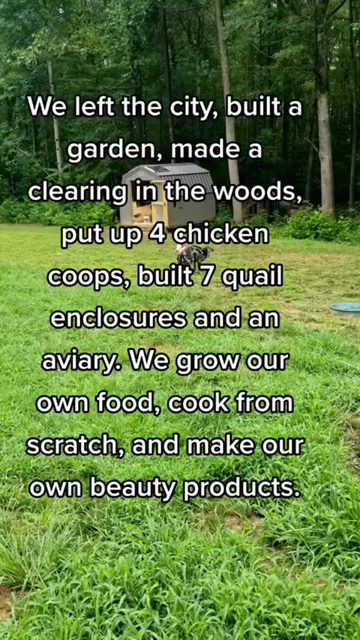 We left the city, built a
garden, made a
clearing in the woods,
put up 4 chicken
coops, built 7 quail
enclosures and an
aviary. We grow our
own food, cook from
scratch, and make our
own beauty products.